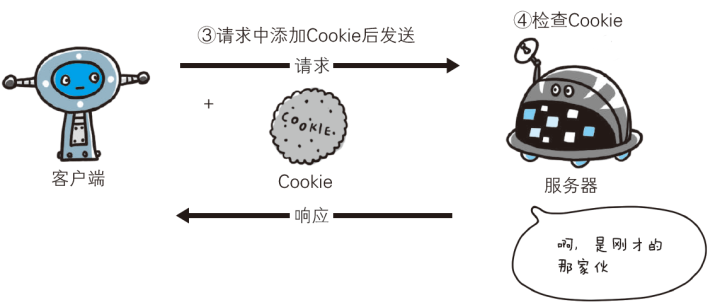 ③请求中添加Cookie后发送
④检查Cookie
请求
+
COOKIE.
客户端
Cookie
服务器
响应
啊,是刚才的
那家伙